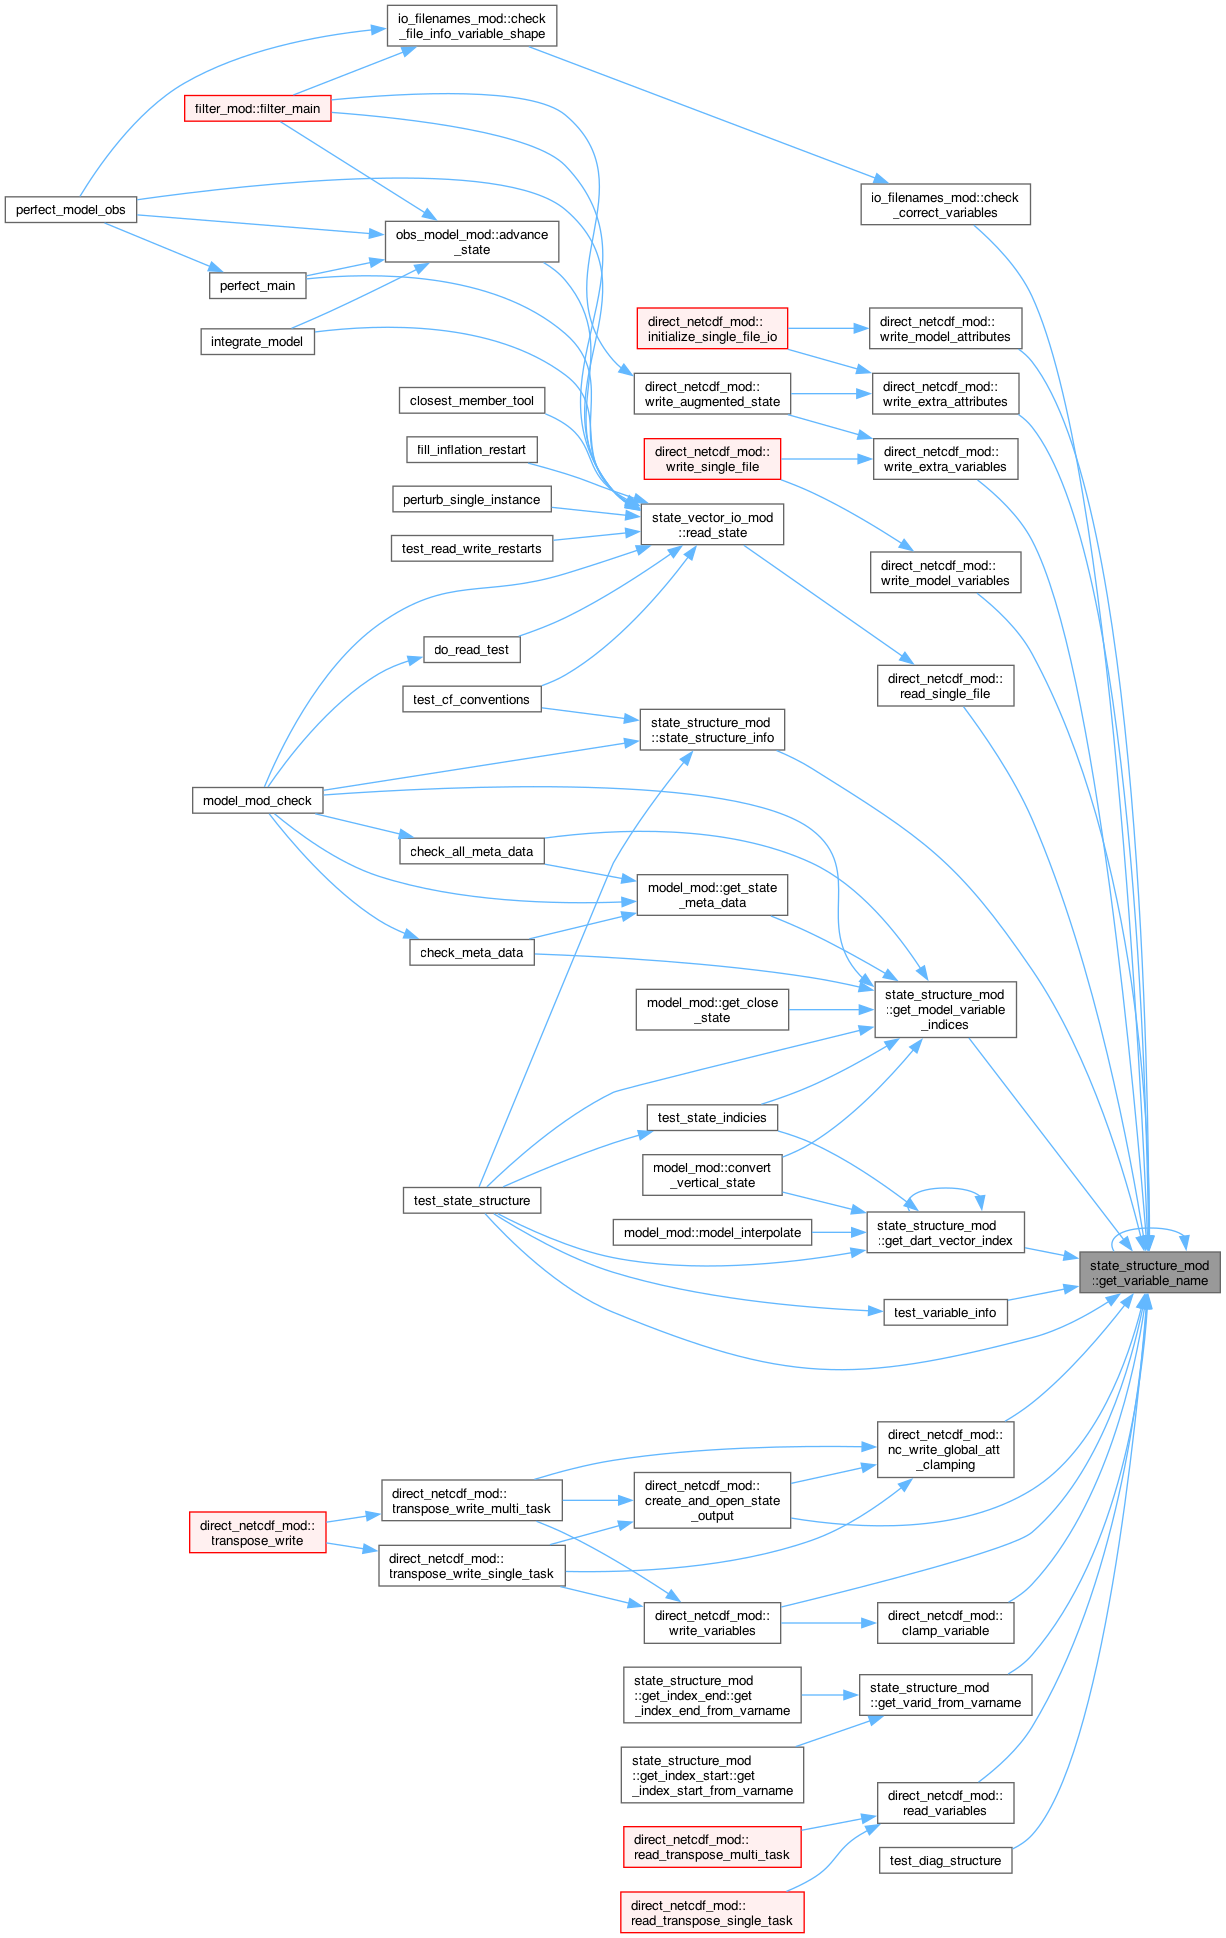 io_filenames_mod::check
_file_info_variable_shape
filter_mod::filter_main
perfect_model_obs
io_filenames_mod::check
_correct_variables
obs_model_mod::advance
_state
perfect_main
integrate_model
direct_netcdf_mod::
initialize_single_file_io
direct_netcdf_mod::
write_model_attributes
closest_member_tool
direct_netcdf_mod::
write_augmented_state
direct_netcdf_mod::
write_extra_attributes
fill_inflation_restart
direct_netcdf_mod::
write_single_file
direct_netcdf_mod::
write_extra_variables
perturb_single_instance
state_vector_io_mod
::read_state
test_read_write_restarts
direct_netcdf_mod::
write_model_variables
do_read_test
direct_netcdf_mod::
read_single_file
test_cf_conventions
state_structure_mod
::state_structure_info
model_mod_check
check_all_meta_data
model_mod::get_state
_meta_data
check_meta_data
model_mod::get_close
_state
state_structure_mod
::get_model_variable
_indices
test_state_indicies
model_mod::convert
_vertical_state
test_state_structure
model_mod::model_interpolate
state_structure_mod
::get_dart_vector_index
state_structure_mod
::get_variable_name
test_variable_info
direct_netcdf_mod::
nc_write_global_att
_clamping
direct_netcdf_mod::
transpose_write_multi_task
direct_netcdf_mod::
create_and_open_state
_output
direct_netcdf_mod::
transpose_write
direct_netcdf_mod::
transpose_write_single_task
direct_netcdf_mod::
write_variables
direct_netcdf_mod::
clamp_variable
state_structure_mod
::get_index_end::get
_index_end_from_varname
state_structure_mod
::get_varid_from_varname
state_structure_mod
::get_index_start::get
_index_start_from_varname
direct_netcdf_mod::
read_variables
direct_netcdf_mod::
read_transpose_multi_task
test_diag_structure
direct_netcdf_mod::
read_transpose_single_task